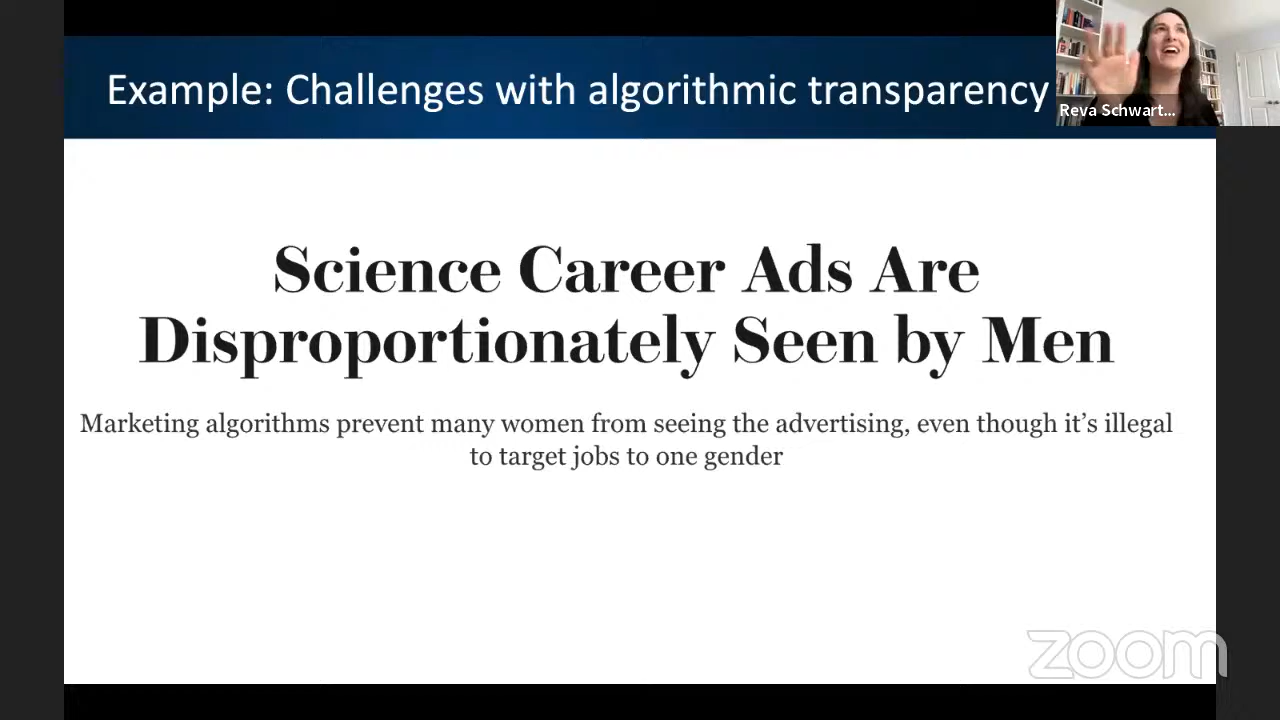 Example: Challenges with algorithmic transparency
Reva Schwart...
Science Career Ads Are
Disproportionately Seen by Men
Marketing algorithms prevent many women from seeing the advertising, even though it's illegal
to target jobs to one gender
zoom